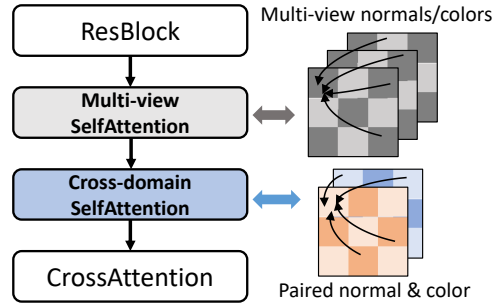 Multi-view normals/colors
ResBlock
Multi-view
SelfAttention
Cross-domain
SelfAttention
CrossAttention
Paired normal & color